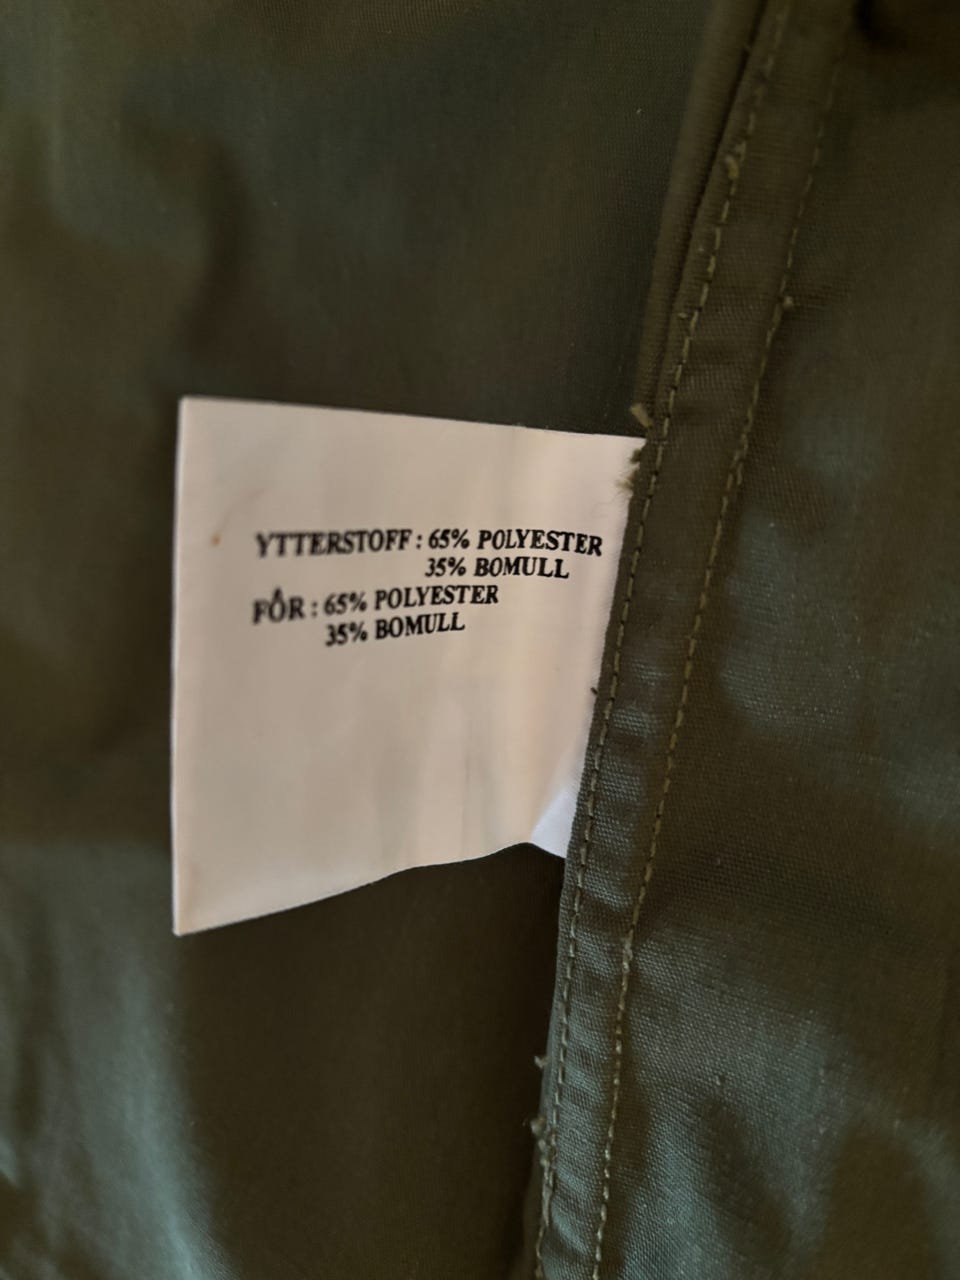 YTTERSTOFF : 65% POLYESTER
35% BOMULL
FÔR : 65% POLYESTER
35% BOMULL